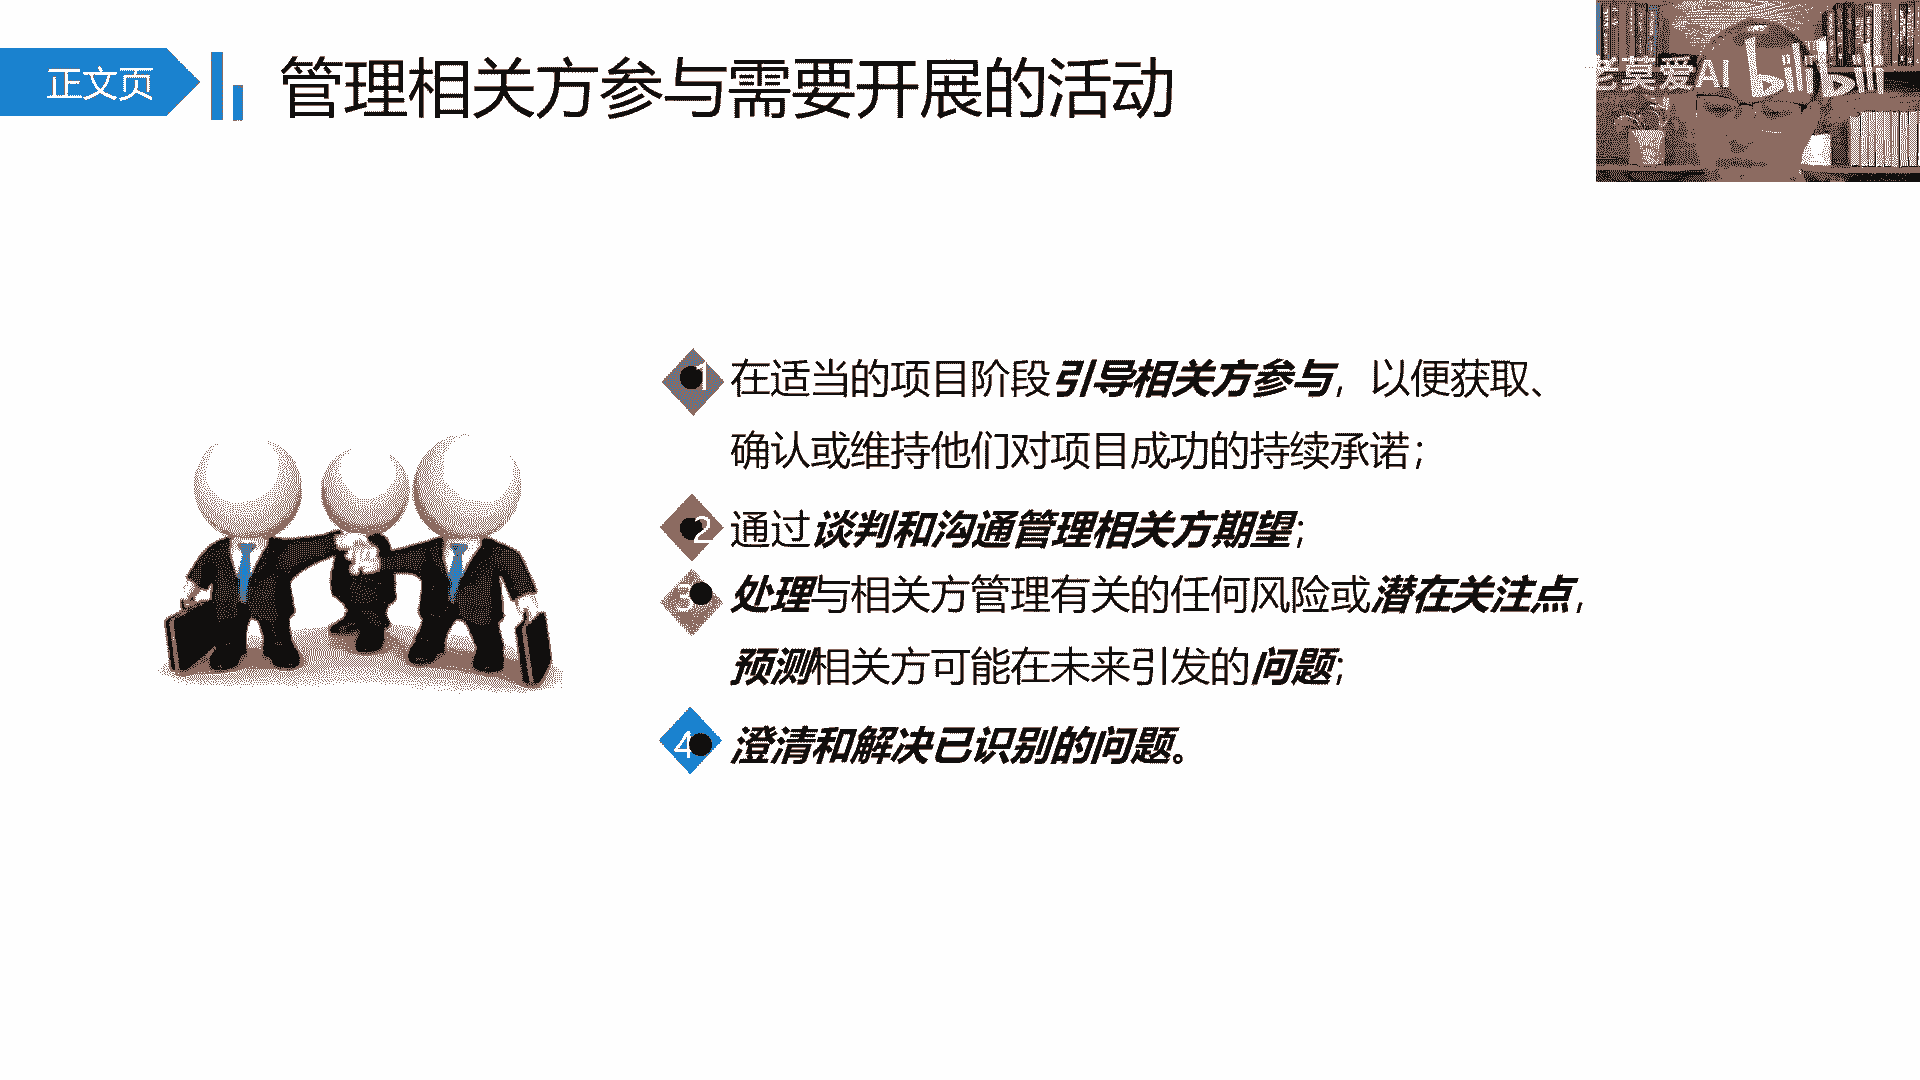 正文页
管理相关方参与需要开展的活动
老莫爱AI bilibili
1 在适当的项目阶段引导相关方参与，以便获取、
确认或维持他们对项目成功的持续承诺；
2 通过谈判和沟通管理相关方期望；
3 处理与相关方管理有关的任何风险或潜在关注点，
预测相关方可能在未来引发的问题；
4 澄清和解决已识别的问题。